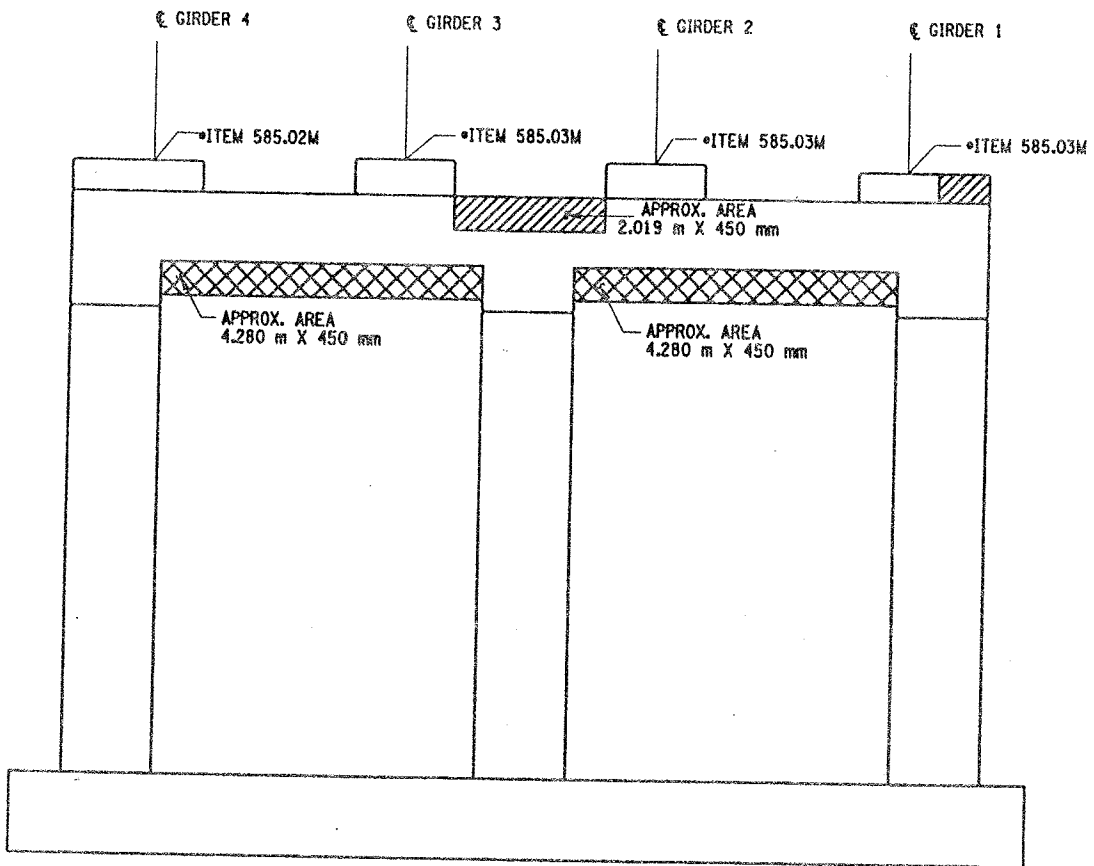 ℄ GIRDER 4
℄ GIRDER 3
℄ GIRDER 2
℄ GIRDER 1
•ITEM 585.02M
•ITEM 585.03M
•ITEM 585.03M
•ITEM 585.03M
APPROX. AREA
2.019 m X 450 mm
APPROX. AREA
4.280 m X 450 mm
APPROX. AREA
4.280 m X 450 mm